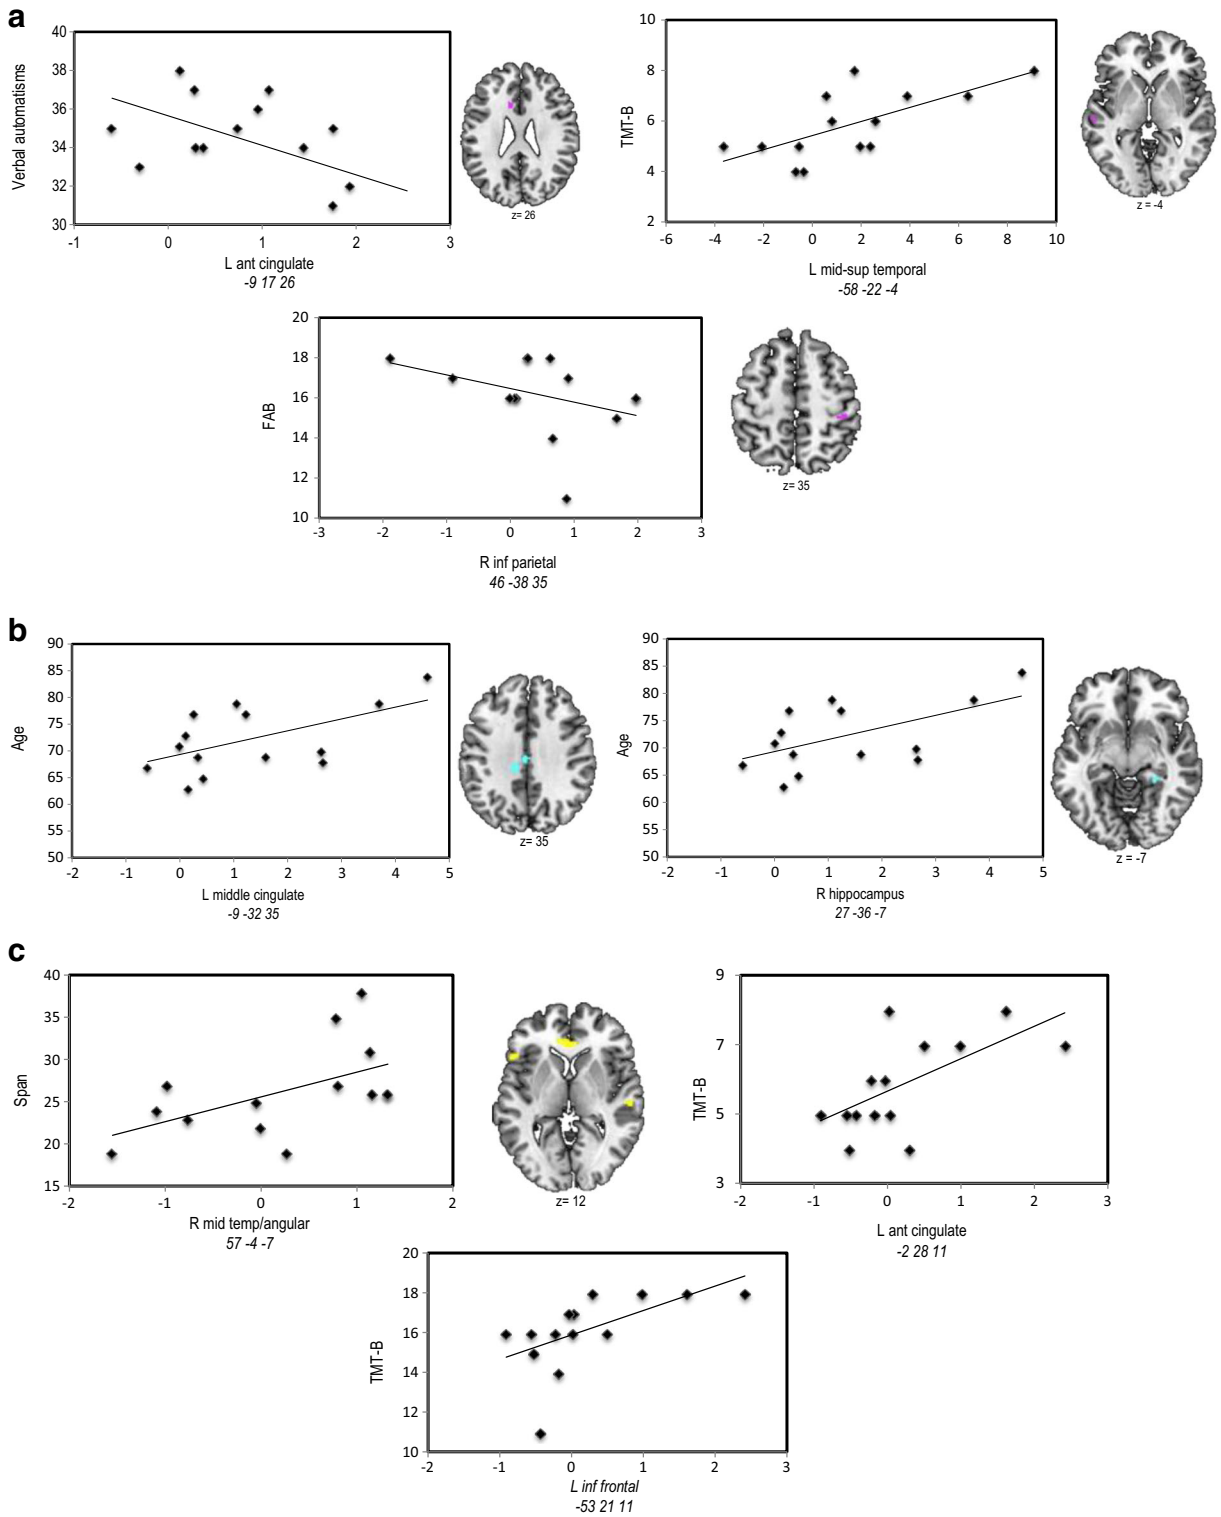 a
Verbal automatisms
40
38
36
34
32
30
-1 0 1 2 3
L ant cingulate
-9 17 26
z= 26
TMT-B
10
8
6
4
2
-6 -4 -2 0 2 4 6 8 10
L mid-sup temporal
-58 -22 -4
z = -4
FAB
20
18
16
14
12
10
-3 -2 -1 0 1 2 3
R inf parietal
46 -38 35
z= 35
b
Age
90
85
80
75
70
65
60
55
50
-2 -1 0 1 2 3 4 5
L middle cingulate
-9 -32 35
z= 35
Age
90
85
80
75
70
65
60
55
50
-2 -1 0 1 2 3 4 5
R hippocampus
27 -36 -7
z = -7
c
Span
40
35
30
25
20
15
-2 -1 0 1 2
R mid temp/angular
57 -4 -7
z= 12
TMT-B
9
7
5
3
-2 -1 0 1 2 3
L ant cingulate
-2 28 11
TMT-B
20
18
16
14
12
10
-2 -1 0 1 2 3
L inf frontal
-53 21 11